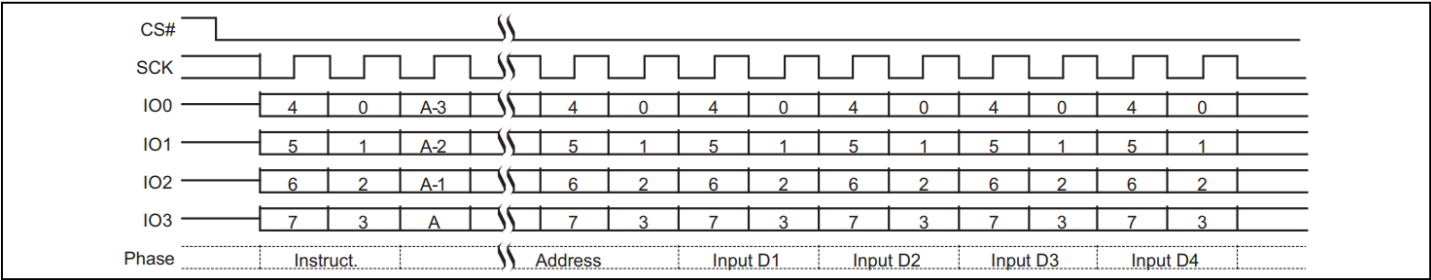 CS#
SCK
IO0 4 0 A-3 4 0 4 0 4 0 4 0 4 0
IO1 5 1 A-2 5 1 5 1 5 1 5 1 5 1
IO2 6 2 A-1 6 2 6 2 6 2 6 2 6 2
IO3 7 3 A 7 3 7 3 7 3 7 3 7 3
Phase Instruct. Address Input D1 Input D2 Input D3 Input D4